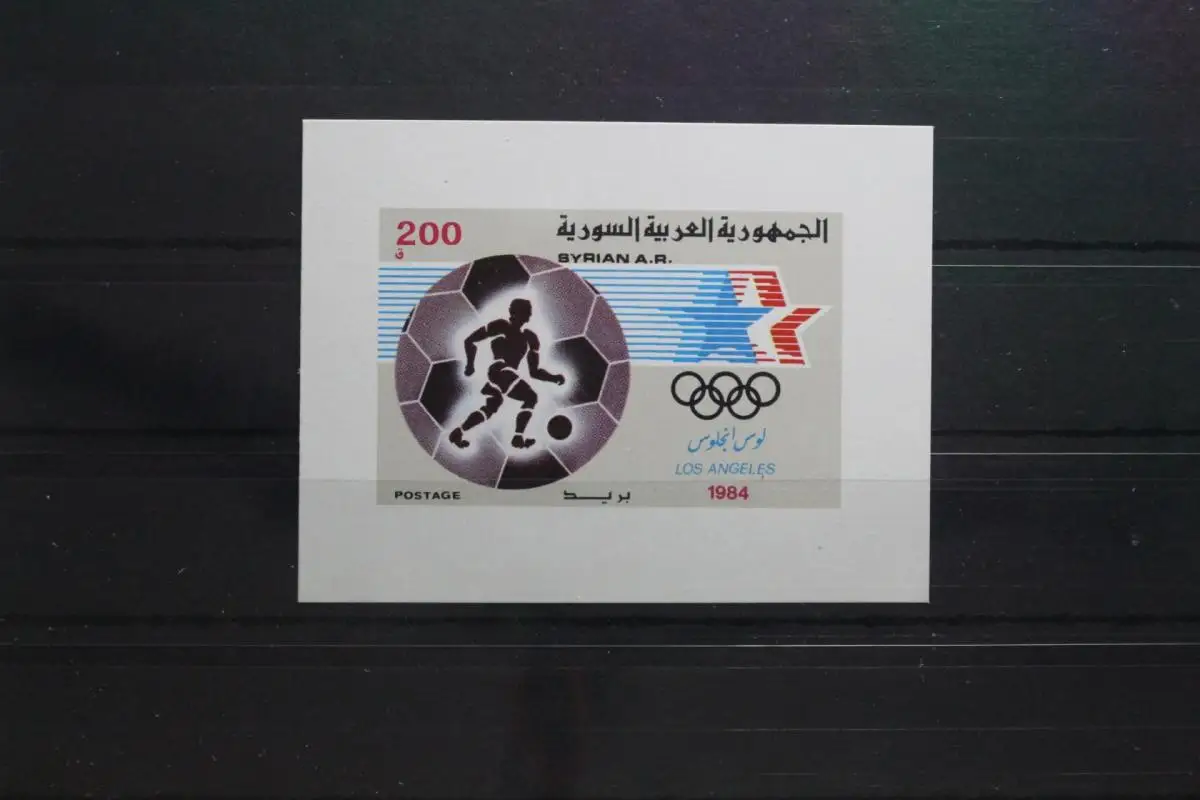 200
ق
الجمهورية العربية السورية
SYRIAN A.R.
لوس انجلوس
LOS ANGELES
1984
POSTAGE
بريد